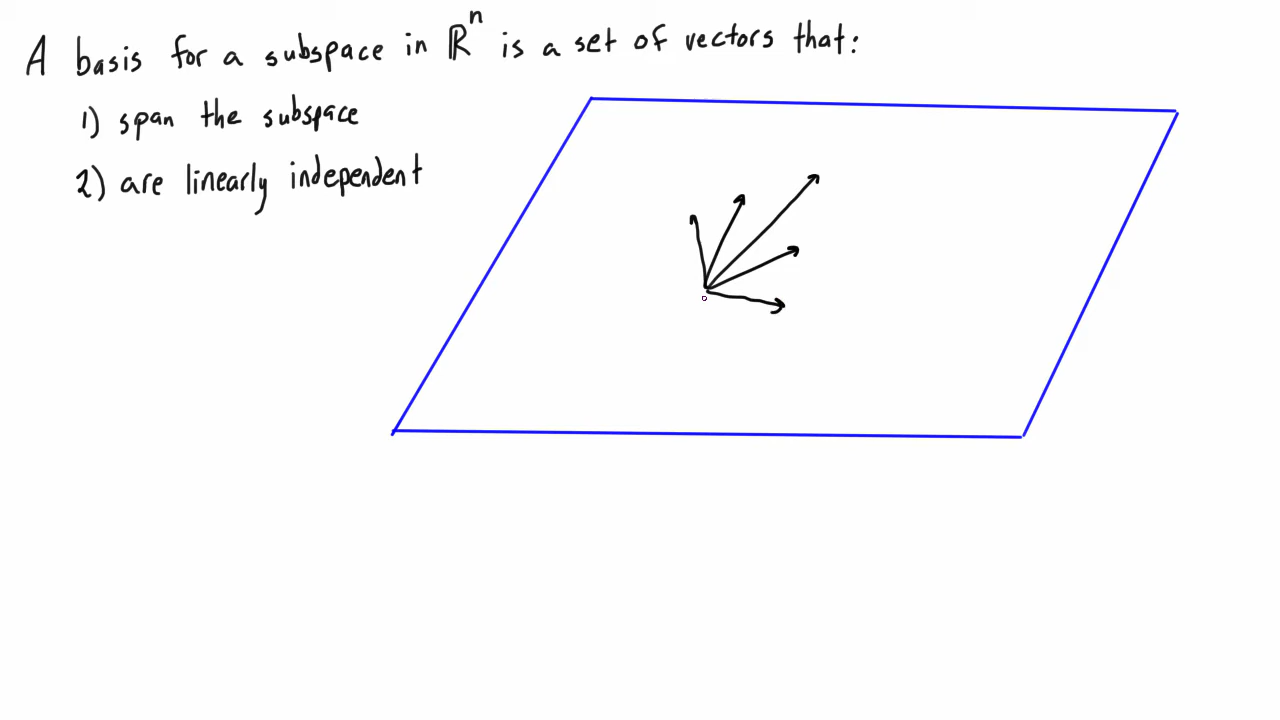 A basis for a subspace in ℝⁿ is a set of vectors that:
1) span the subspace
2) are linearly independent